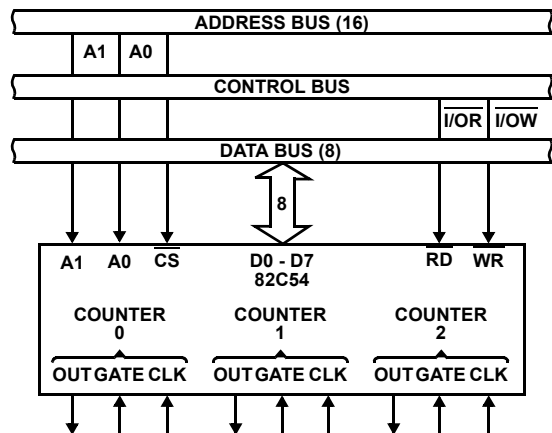 ADDRESS BUS (16)
A1 A0
CONTROL BUS
I/OR I/OW
DATA BUS (8)
8
A1 A0 CS D0 - D7 RD WR
82C54
COUNTER COUNTER COUNTER
0 1 2
OUT GATE CLK OUT GATE CLK OUT GATE CLK